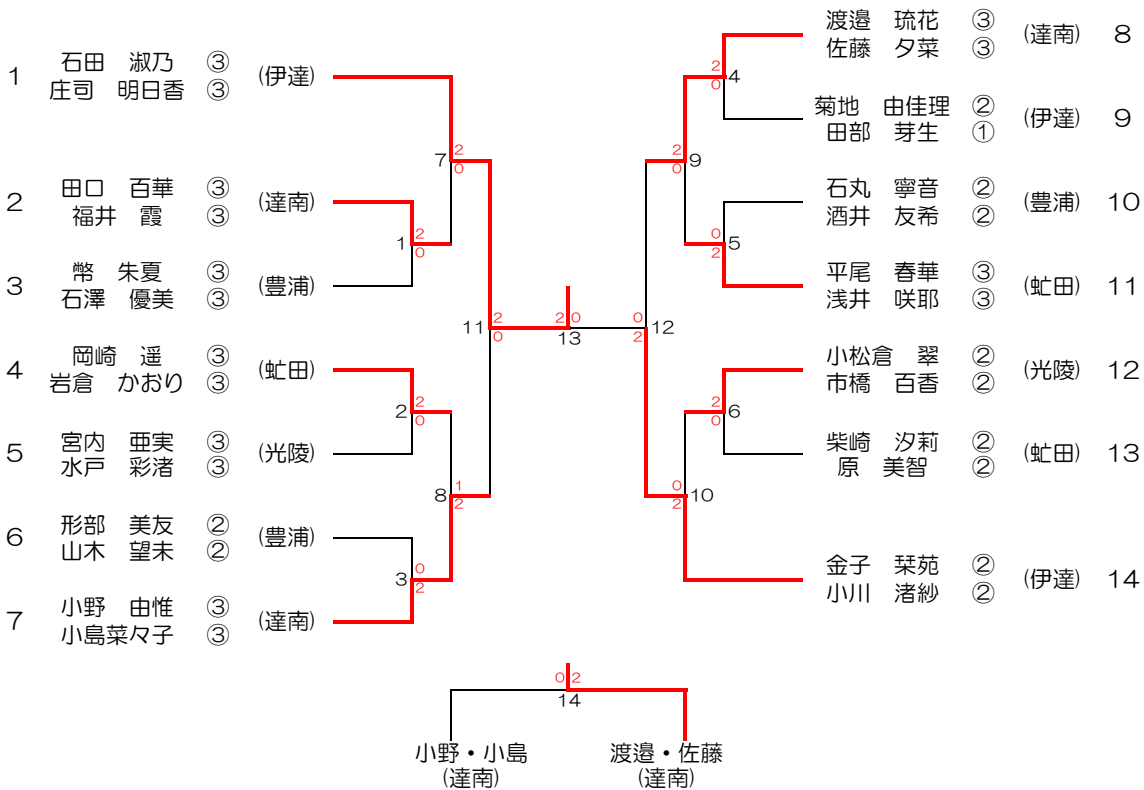 1 石田 淑乃 ③ (伊達)
庄司 明日香 ③
2 田口 百華 ③ (達南)
福井 霞 ③
3 幣 朱夏 ③ (豊浦)
石澤 優美 ③
4 岡崎 遥 ③ (虻田)
岩倉 かおり ③
5 宮内 亜実 ③ (光陵)
水戸 彩渚 ③
6 形部 美友 ② (豊浦)
山木 望未 ②
7 小野 由惟 ③ (達南)
小島菜々子 ③
7 2 0
1 2 0
11 2 0
2 2 0
8 1 2
3 0 2
2 0
13
渡邉 琉花 ③ (達南) 8
佐藤 夕菜 ③
菊地 由佳理 ② (伊達) 9
田部 芽生 ①
石丸 寧音 ② (豊浦) 10
酒井 友希 ②
平尾 春華 ③ (虻田) 11
浅井 咲耶 ③
小松倉 翠 ② (光陵) 12
市橋 百香 ②
柴崎 汐莉 ② (虻田) 13
原 美智 ②
金子 栞苑 ② (伊達) 14
小川 渚紗 ②
2 0 4
2 0 9
0 2 5
0 2 12
2 0 6
0 2 10
0 2
14
小野・小島
(達南)
渡邉・佐藤
(達南)